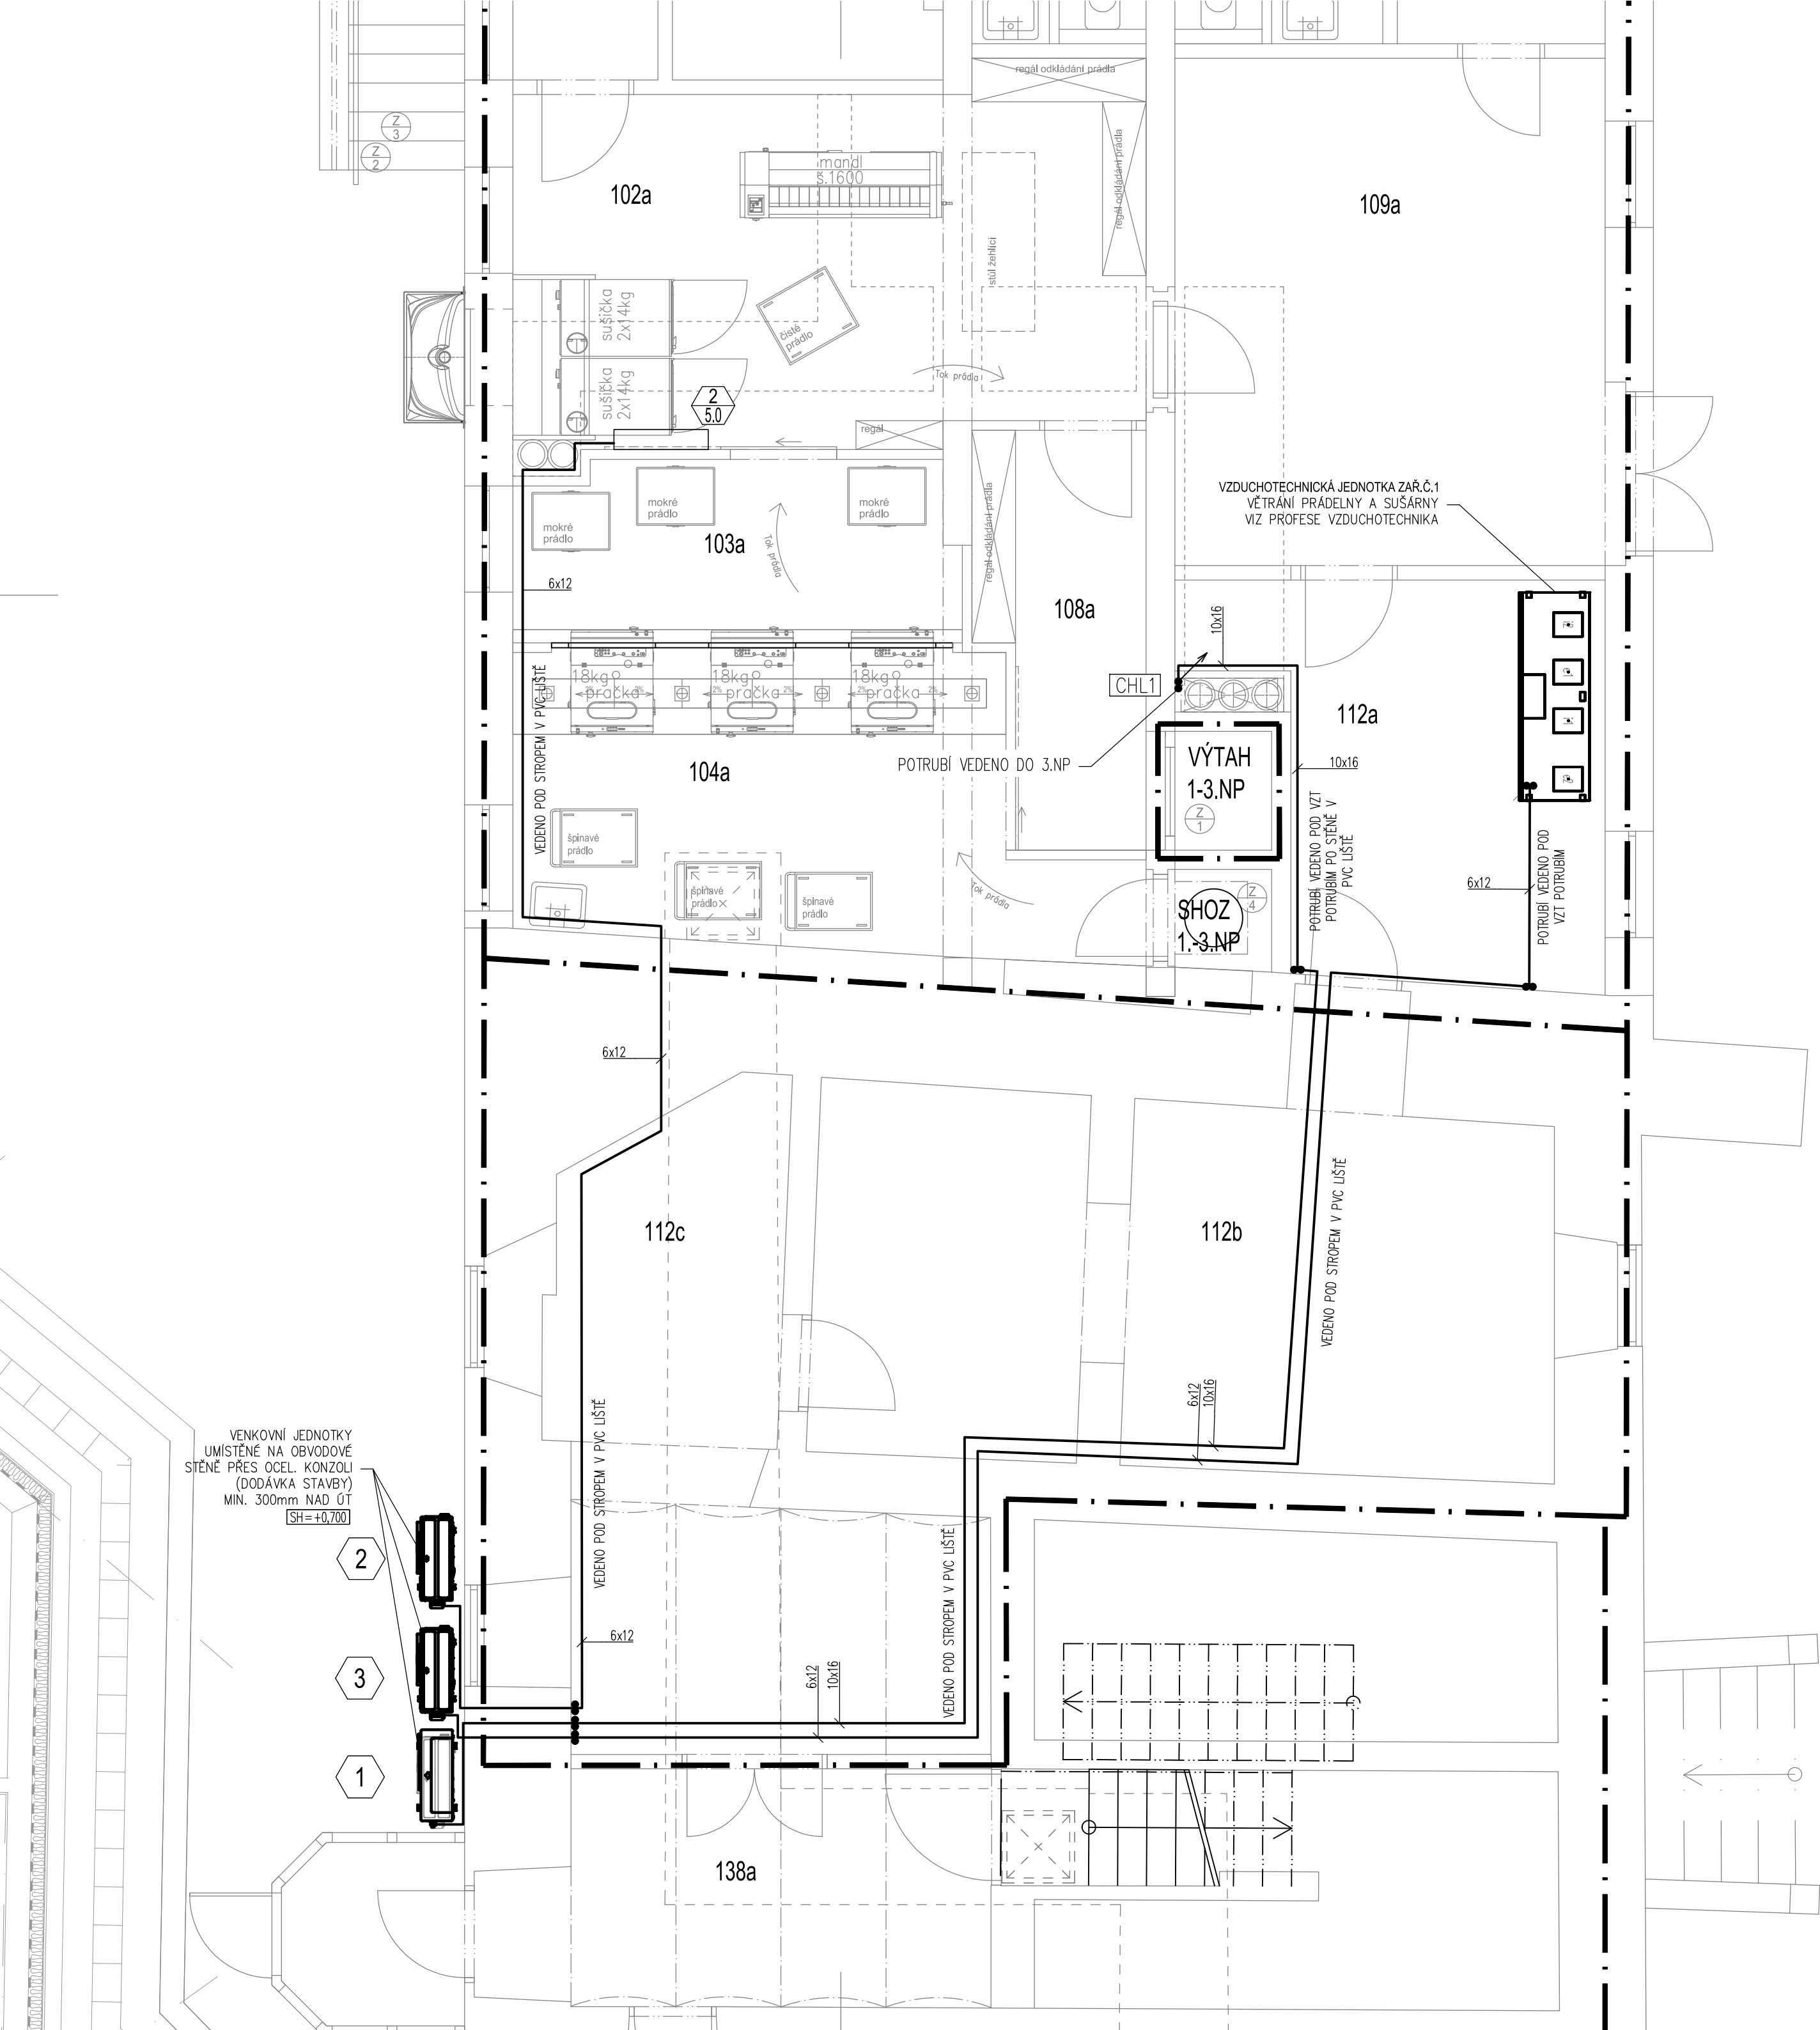 regál odkládání prádla
Z
3
Z
2
regál odkládání prádla
102a
mandl
š.1600
109a
stůl žehlící
sušička
2x14kg
čisté
prádlo
Tok prádla
sušička
2x14kg
2
5.0
regál
regál odkládání prádla
VZDUCHOTECHNICKÁ JEDNOTKA ZAŘ.Č.1
VĚTRÁNÍ PRÁDELNY A SUŠÁRNY
VIZ PROFESE VZDUCHOTECHNIKA
mokré
prádlo
mokré
prádlo
mokré
prádlo
103a
Tok prádla
6x12
108a
10x16
CHL1
18kg
pračka
2%
2%
18kg
pračka
2%
2%
18kg
pračka
2%
2%
112a
VEDENO POD STROPEM V PVC LIŠTĚ
104a
POTRUBÍ VEDENO DO 3.NP
VÝTAH
1-3.NP
Z
1
10x16
POTRUBÍ VEDENO POD VZT
POTRUBÍM PO STĚNĚ V
PVC LIŠTĚ
POTRUBÍ VEDENO POD
VZT POTRUBÍM
6x12
špinavé
prádlo
špinavé
prádlo
špinavé
prádlo
Tok prádla
SHOZ
1.-3.NP
Z
4
6x12
112c
112b
VEDENO POD STROPEM V PVC LIŠTĚ
6x12
10x16
VENKOVNÍ JEDNOTKY
UMÍSTĚNÉ NA OBVODOVÉ
STĚNĚ PŘES OCEL. KONZOLI
(DODÁVKA STAVBY)
MIN. 300mm NAD ÚT
SH=+0,700
VEDENO POD STROPEM V PVC LIŠTĚ
VEDENO POD STROPEM V PVC LIŠTĚ
2
6x12
3
6x12
10x16
1
138a